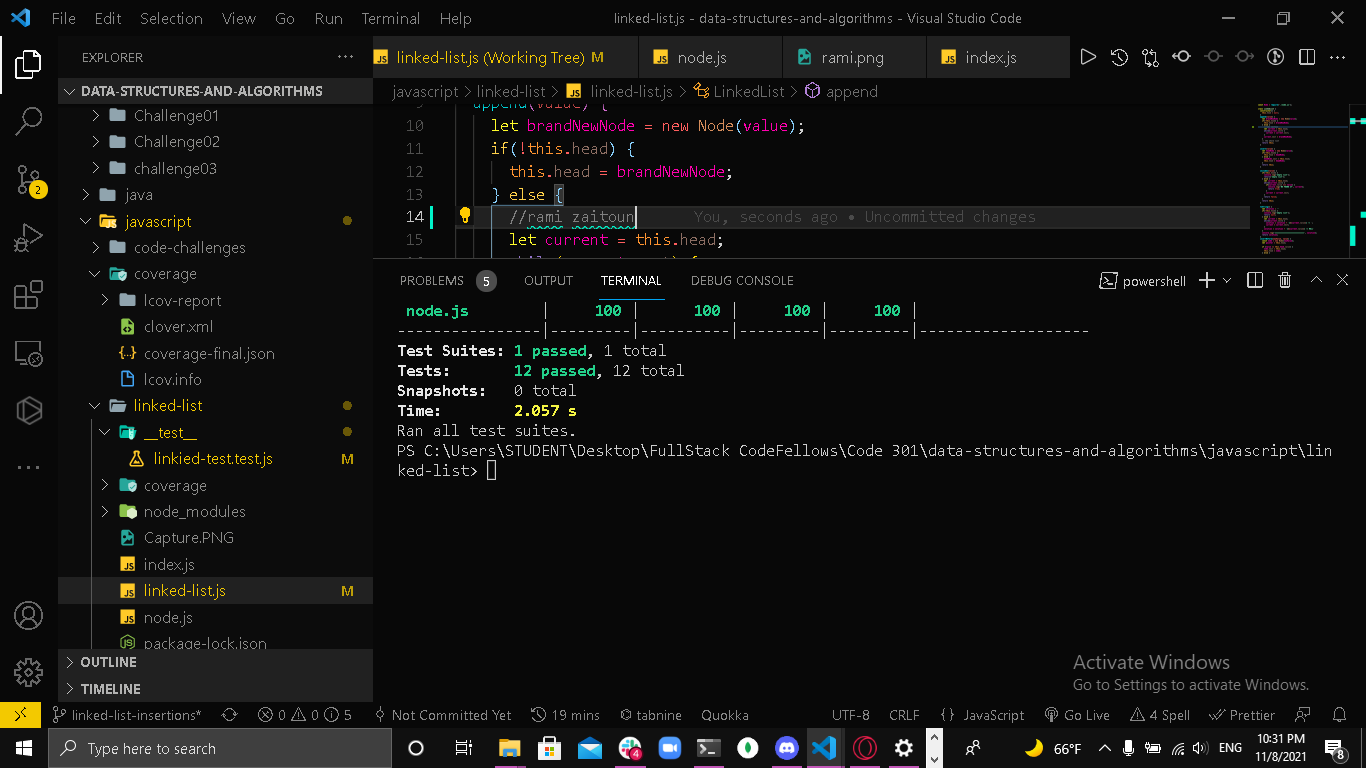 File Edit Selection View Go Run Terminal Help linked-list.js - data-structures-and-algorithms - Visual Studio Code
EXPLORER ...
DATA-STRUCTURES-AND-ALGORITHMS
Challenge01
Challenge02
challenge03
java
javascript
code-challenges
coverage
lcov-report
clover.xml
coverage-final.json
lcov.info
linked-list
__test__
linkied-test.test.js M
coverage
node_modules
Capture.PNG
index.js
linked-list.js M
node.js
package-lock.json
OUTLINE
TIMELINE
2
linked-list.js (Working Tree) M node.js rami.png index.js
javascript > linked-list > linked-list.js > LinkedList > append
9 append(value) {
10 let brandNewNode = new Node(value);
11 if(!this.head) {
12 this.head = brandNewNode;
13 } else {
14 //rami zaitoun You, seconds ago • Uncommitted changes
15 let current = this.head;
PROBLEMS 5 OUTPUT TERMINAL DEBUG CONSOLE powershell
node.js | 100 | 100 | 100 | 100 |
----------------|---------|----------|---------|---------|-------------------
Test Suites: 1 passed, 1 total
Tests: 12 passed, 12 total
Snapshots: 0 total
Time: 2.057 s
Ran all test suites.
PS C:\Users\STUDENT\Desktop\FullStack CodeFellows\Code 301\data-structures-and-algorithms\javascript\lin
ked-list>
Activate Windows
Go to Settings to activate Windows.
linked-list-insertions* 0 0 5 Not Committed Yet 19 mins tabnine Quokka UTF-8 CRLF {} JavaScript Go Live 4 Spell Prettier
Type here to search 4 66°F ENG 10:31 PM
11/8/2021 8